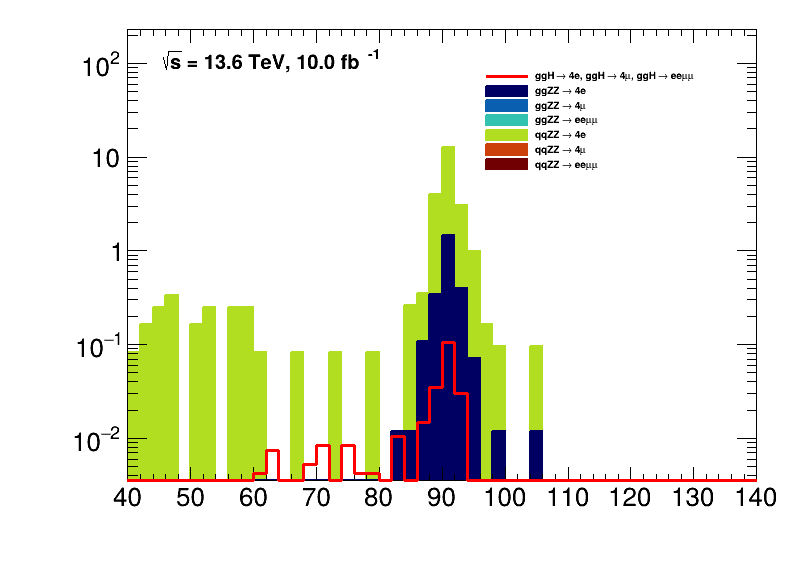 √s = 13.6 TeV, 10.0 fb⁻¹
ggH → 4e, ggH → 4μ, ggH → eeμμ
ggZZ → 4e
ggZZ → 4μ
ggZZ → eeμμ
qqZZ → 4e
qqZZ → 4μ
qqZZ → eeμμ
10²
10
1
10⁻¹
10⁻²
40 50 60 70 80 90 100 110 120 130 140